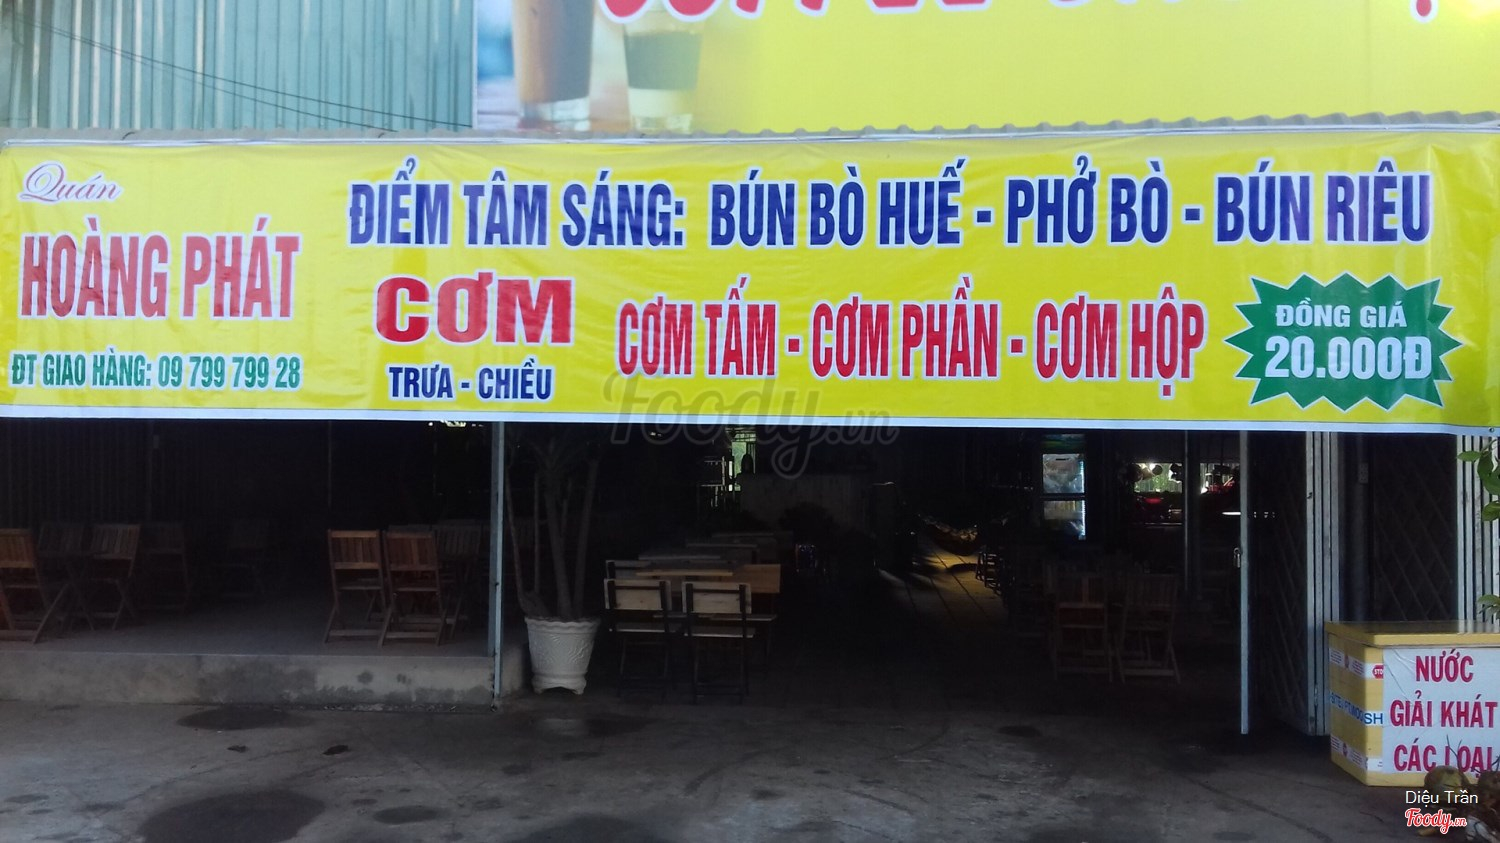 Quán
HOÀNG PHÁT
ĐT GIAO HÀNG: 09 799 799 28
ĐIỂM TÂM SÁNG: BÚN BÒ HUẾ - PHỞ BÒ - BÚN RIÊU
CƠM
TRƯA - CHIỀU
CƠM TẤM - CƠM PHẦN - CƠM HỘP
ĐỒNG GIÁ
20.000Đ
Foody.vn
NƯỚC
GIẢI KHÁT
CÁC LOẠI
Diệu Trần
Foody.vn